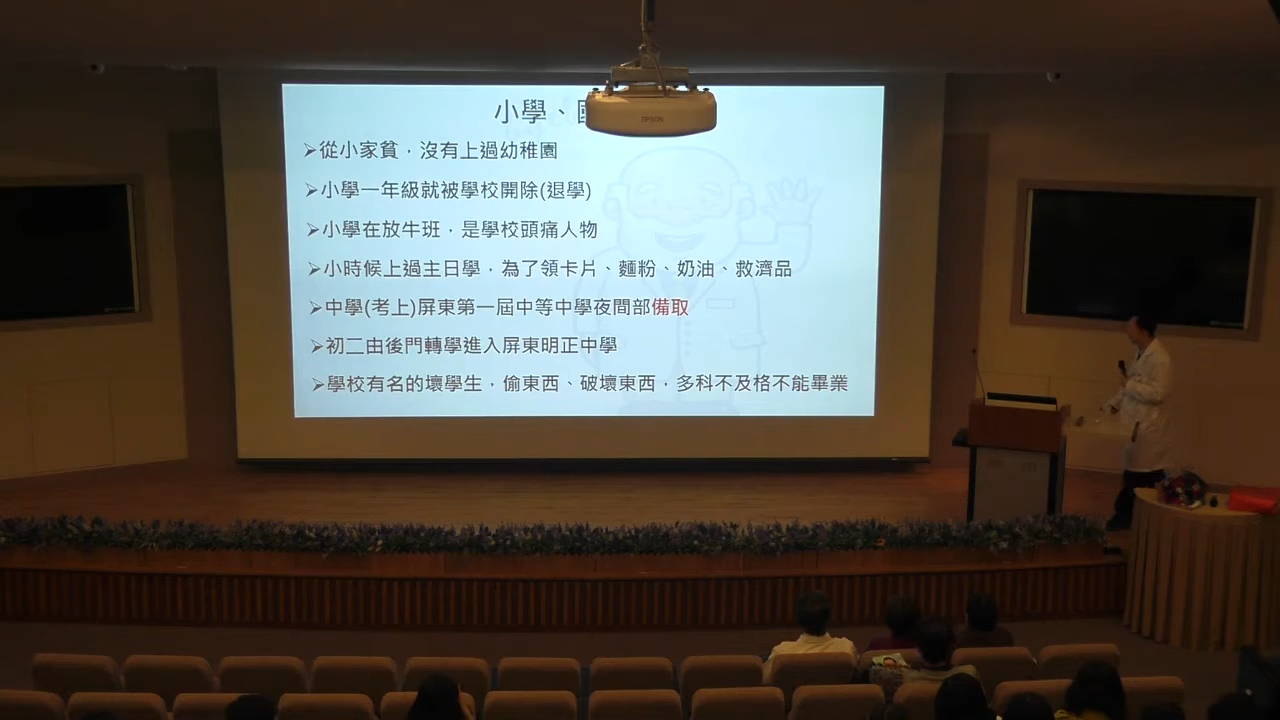 小學、
➤從小家貧，沒有上過幼稚園
➤小學一年級就被學校開除(退學)
➤小學在放牛班，是學校頭痛人物
➤小時候上過主日學，為了領卡片、麵粉、奶油、救濟品
➤中學(考上)屏東第一屆中等中學夜間部備取
➤初二由後門轉學進入屏東明正中學
➤學校有名的壞學生，偷東西、破壞東西，多科不及格不能畢業
EPSON